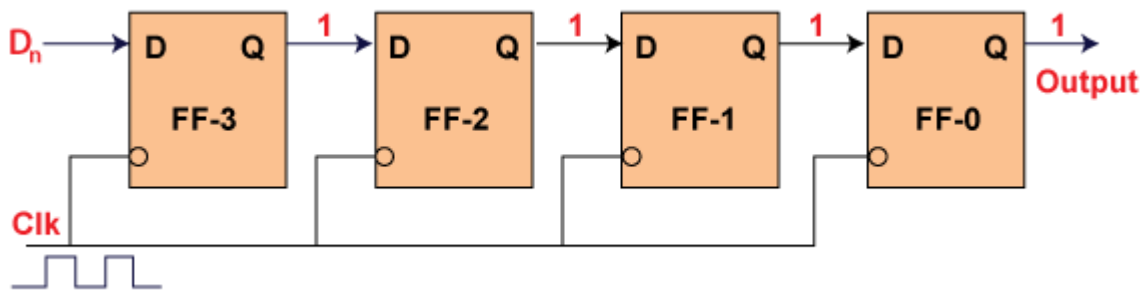 Dn D Q 1 D Q 1 D Q 1 D Q 1
Output
FF-3 FF-2 FF-1 FF-0
Clk